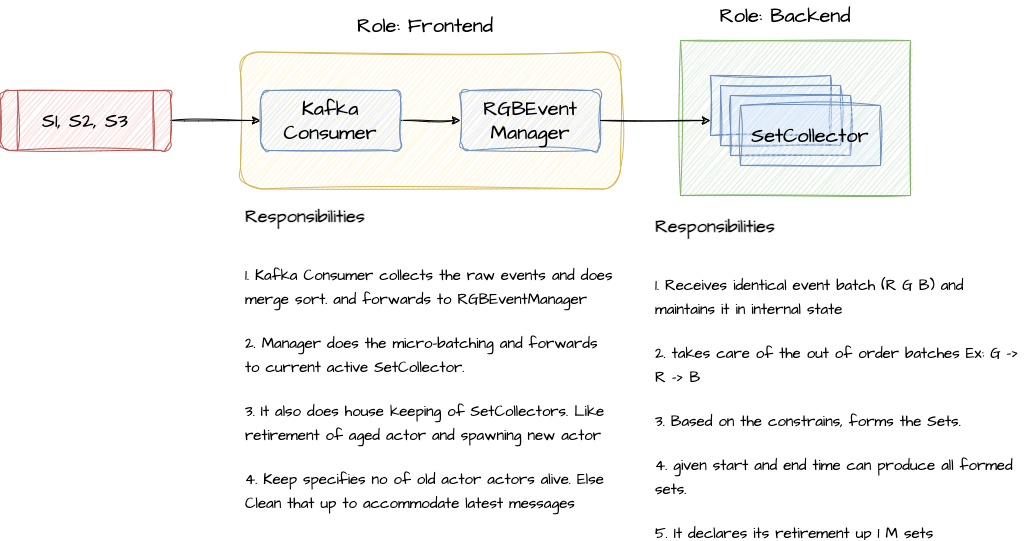 Role: Frontend
Role: Backend
S1, S2, S3
Kafka
Consumer
RGBEvent
Manager
SetCollector
Responsibilities
1. Kafka Consumer collects the raw events and does
merge sort. and forwards to RGBEventManager
2. Manager does the micro-batching and forwards
to current active SetCollector.
3. It also does house keeping of SetCollectors. Like
retirement of aged actor and spawning new actor
4. Keep specifies no of old actor actors alive. Else
Clean that up to accommodate latest messages
Responsibilities
1. Receives identical event batch (R G B) and
maintains it in internal state
2. takes care of the out of order batches Ex: G ->
R -> B
3. Based on the constrains, forms the Sets.
4. given start and end time can produce all formed
sets.
5. It declares its retirement up 1 M sets